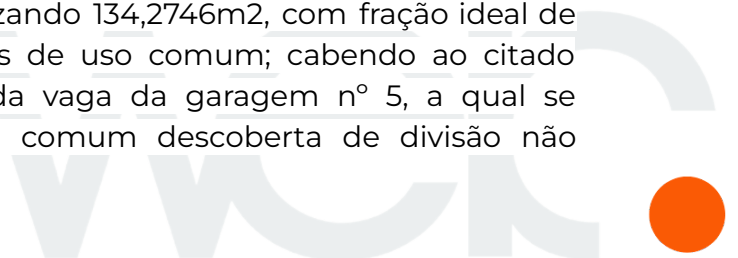 zando 134,2746m2, com fração ideal de
s de uso comum; cabendo ao citado
da vaga da garagem nº 5, a qual se
comum descoberta de divisão não